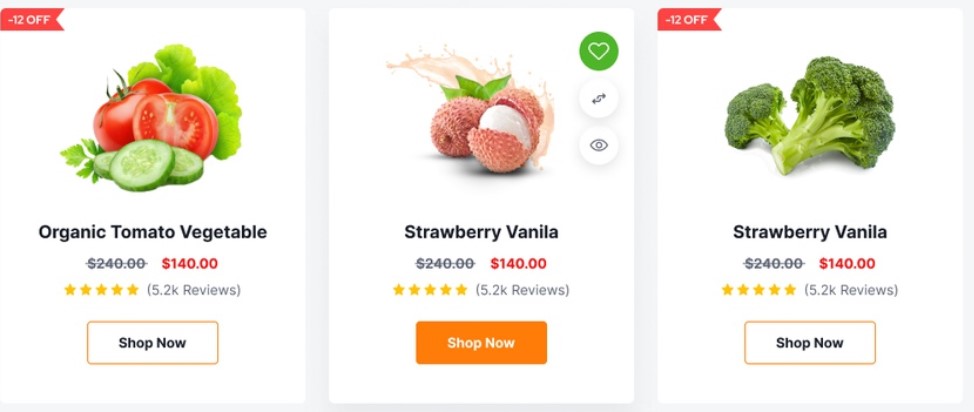 -12 OFF
Organic Tomato Vegetable
$240.00 $140.00
(5.2k Reviews)
Shop Now
Strawberry Vanila
$240.00 $140.00
(5.2k Reviews)
Shop Now
-12 OFF
Strawberry Vanila
$240.00 $140.00
(5.2k Reviews)
Shop Now